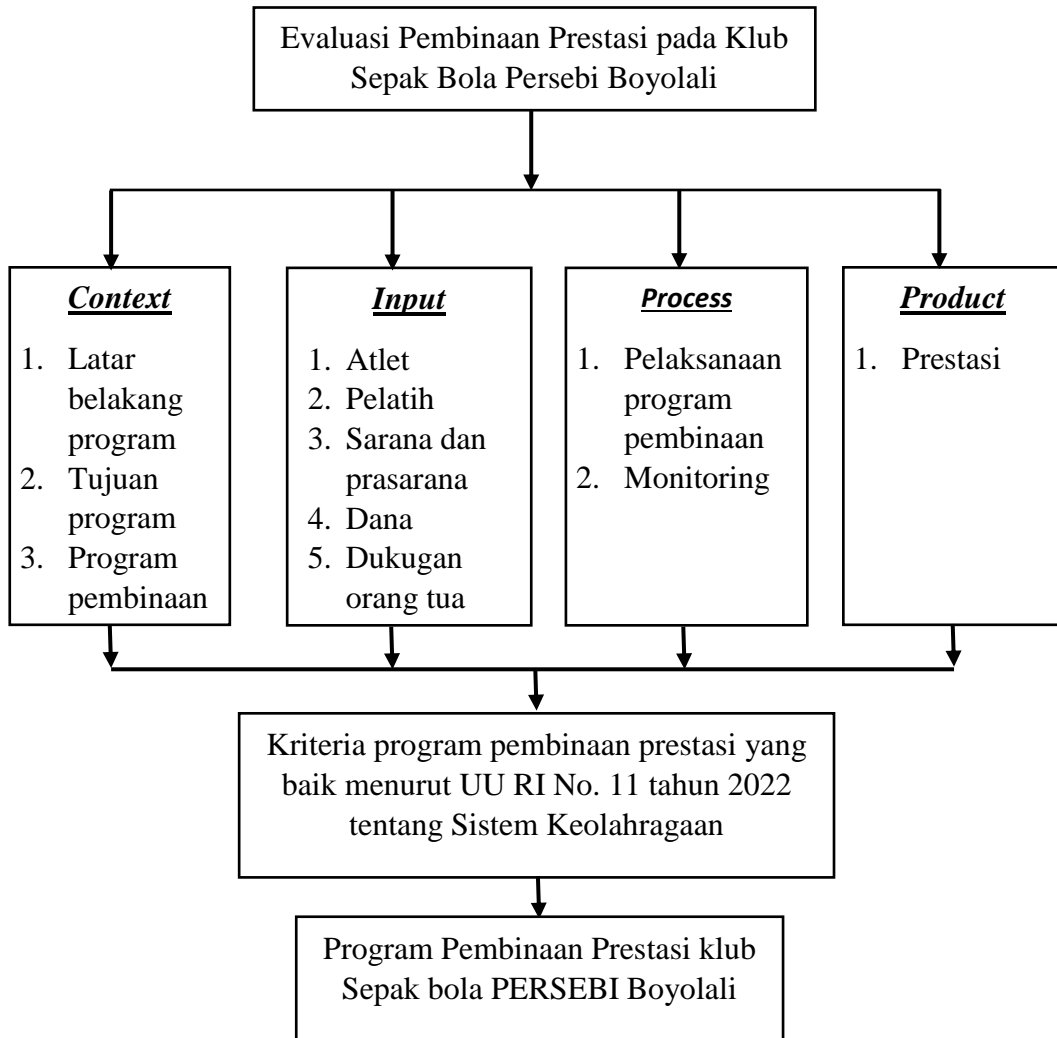 Evaluasi Pembinaan Prestasi pada Klub
Sepak Bola Persebi Boyolali
Context
1. Latar
belakang
program
2. Tujuan
program
3. Program
pembinaan
Input
1. Atlet
2. Pelatih
3. Sarana dan
prasarana
4. Dana
5. Dukugan
orang tua
Process
1. Pelaksanaan
program
pembinaan
2. Monitoring
Product
1. Prestasi
Kriteria program pembinaan prestasi yang
baik menurut UU RI No. 11 tahun 2022
tentang Sistem Keolahragaan
Program Pembinaan Prestasi klub
Sepak bola PERSEBI Boyolali